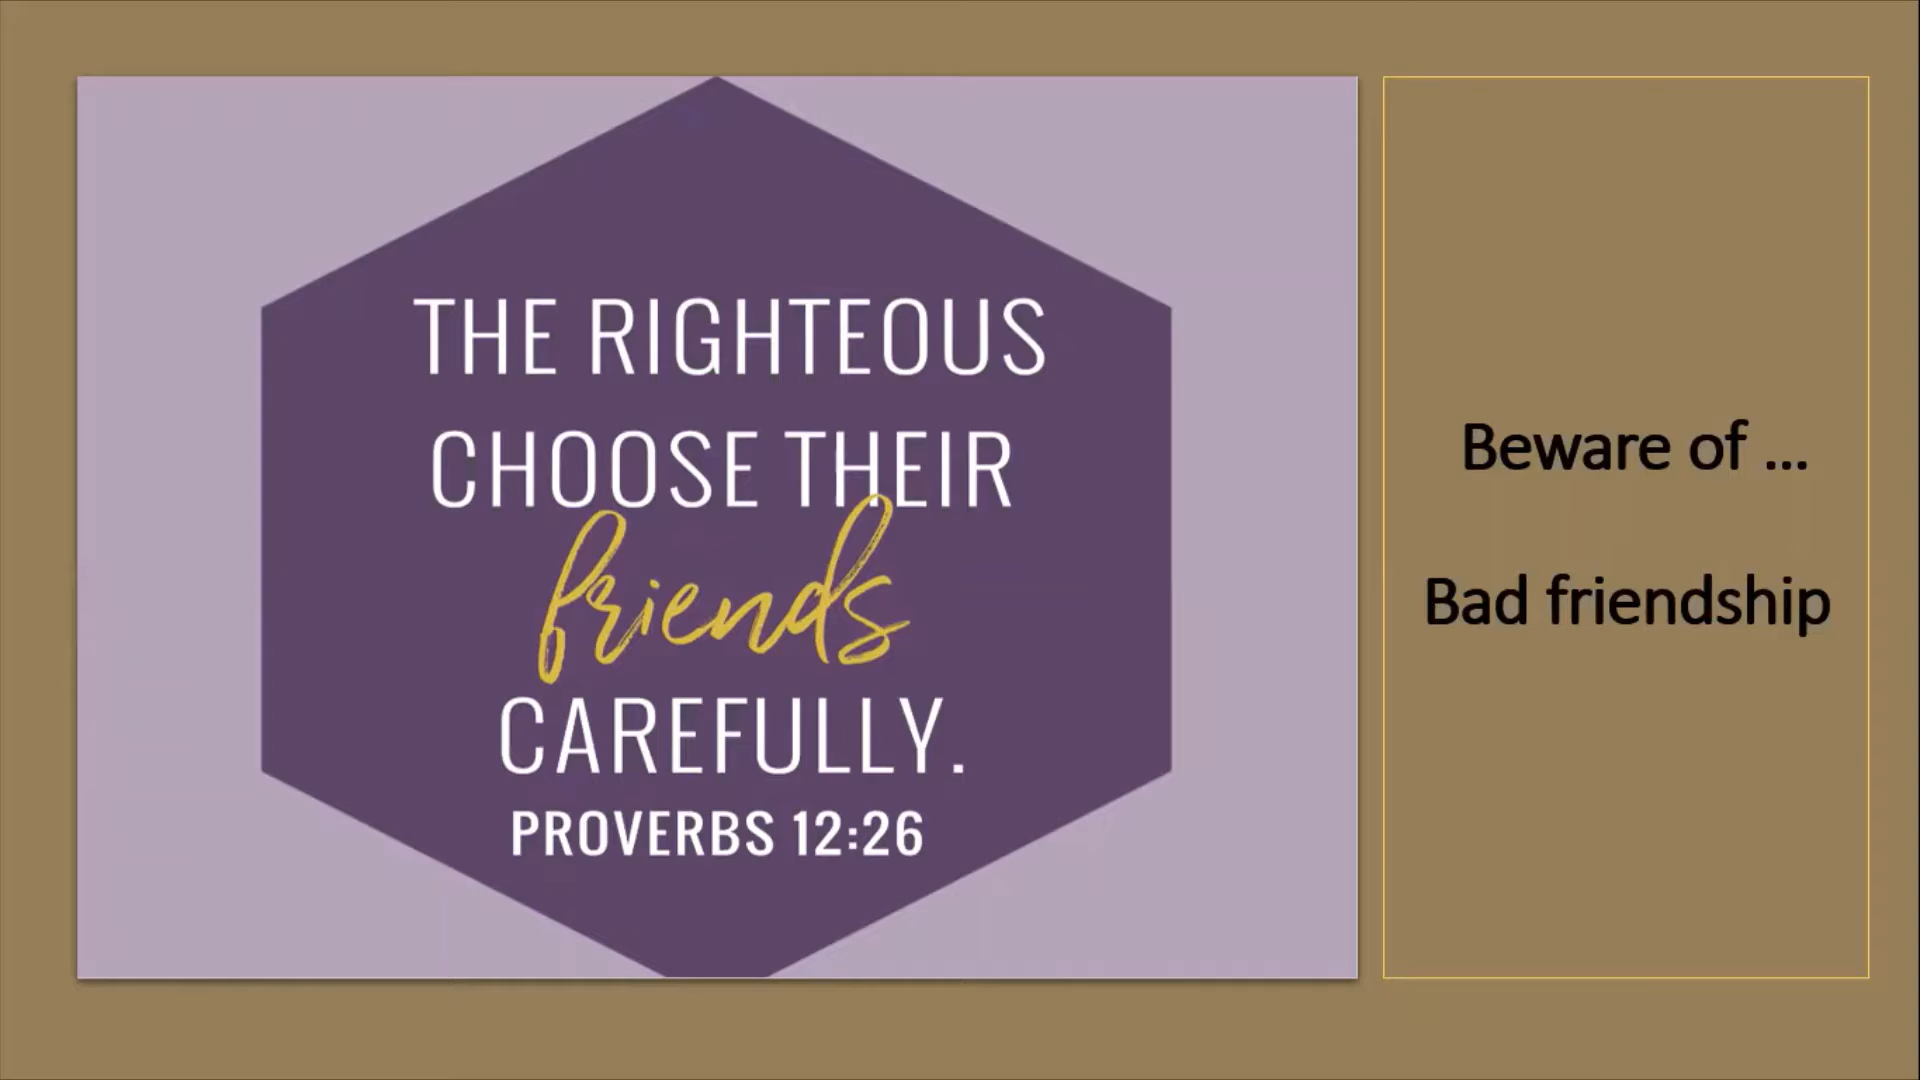 THE RIGHTEOUS
CHOOSE THEIR
friends
CAREFULLY.
PROVERBS 12:26
Beware of ...
Bad friendship